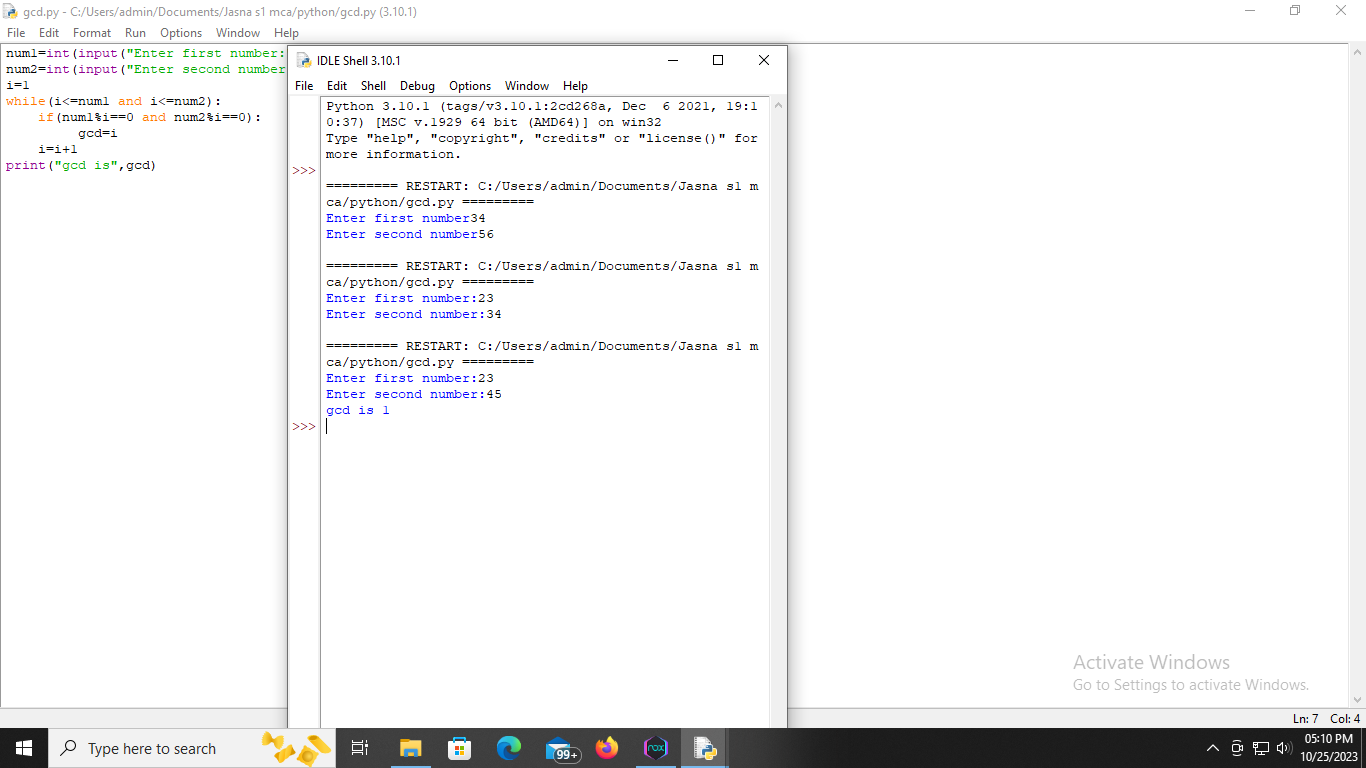 gcd.py - C:/Users/admin/Documents/Jasna s1 mca/python/gcd.py (3.10.1)
File Edit Format Run Options Window Help
num1=int(input("Enter first number:
num2=int(input("Enter second number
i=1
while(i<=num1 and i<=num2):
    if(num1%i==0 and num2%i==0):
         gcd=i
    i=i+1
print("gcd is",gcd)
IDLE Shell 3.10.1
File Edit Shell Debug Options Window Help
Python 3.10.1 (tags/v3.10.1:2cd268a, Dec  6 2021, 19:1
0:37) [MSC v.1929 64 bit (AMD64)] on win32
Type "help", "copyright", "credits" or "license()" for
more information.
>>>
========= RESTART: C:/Users/admin/Documents/Jasna s1 m
ca/python/gcd.py =========
Enter first number34
Enter second number56
========= RESTART: C:/Users/admin/Documents/Jasna s1 m
ca/python/gcd.py =========
Enter first number:23
Enter second number:34
========= RESTART: C:/Users/admin/Documents/Jasna s1 m
ca/python/gcd.py =========
Enter first number:23
Enter second number:45
gcd is 1
>>>
Activate Windows
Go to Settings to activate Windows.
Ln: 7 Col: 4
Type here to search
99+
nox
05:10 PM
10/25/2023